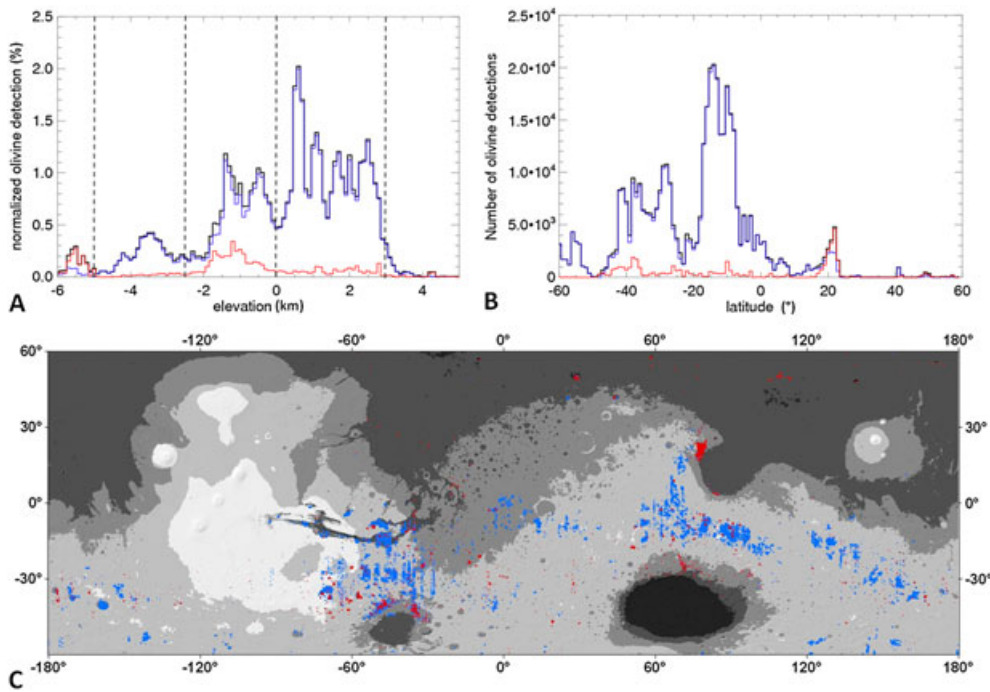 2.5
2.0
1.5
1.0
0.5
0.0
normalized olivine detection (%)
-6 -4 -2 0 2 4
elevation (km)
A
2.5•10⁴
2.0•10⁴
1.5•10⁴
1.0•10⁴
5.0•10³
0
Number of olivine detections
-60 -40 -20 0 20 40 60
latitude (°)
B
-120° -60° 0° 60° 120° 180°
60°
30° 30°
0° 0°
-30° -30°
-180° -120° -60° 0° 60° 120° 180°
C